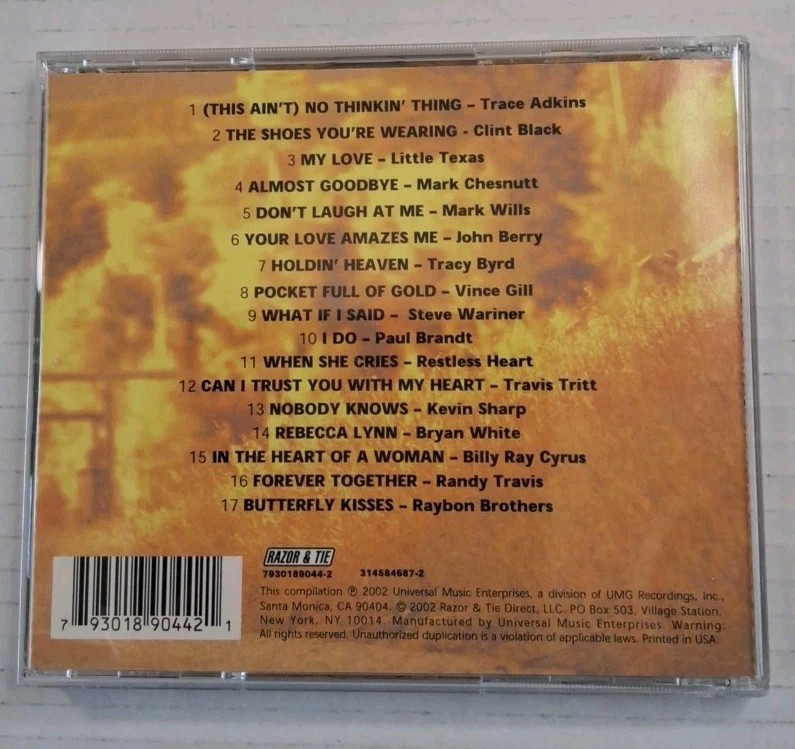 1 (THIS AIN'T) NO THINKIN' THING – Trace Adkins
2 THE SHOES YOU'RE WEARING - Clint Black
3 MY LOVE – Little Texas
4 ALMOST GOODBYE – Mark Chesnutt
5 DON'T LAUGH AT ME – Mark Wills
6 YOUR LOVE AMAZES ME – John Berry
7 HOLDIN' HEAVEN – Tracy Byrd
8 POCKET FULL OF GOLD – Vince Gill
9 WHAT IF I SAID – Steve Wariner
10 I DO – Paul Brandt
11 WHEN SHE CRIES – Restless Heart
12 CAN I TRUST YOU WITH MY HEART – Travis Tritt
13 NOBODY KNOWS – Kevin Sharp
14 REBECCA LYNN – Bryan White
15 IN THE HEART OF A WOMAN – Billy Ray Cyrus
16 FOREVER TOGETHER – Randy Travis
17 BUTTERFLY KISSES – Raybon Brothers
RAZOR & TIE
7930189044-2 314584687-2
This compilation ℗ 2002 Universal Music Enterprises, a division of UMG Recordings, Inc.,
Santa Monica, CA 90404. © 2002 Razor & Tie Direct, LLC. PO Box 503, Village Station,
New York, NY 10014. Manufactured by Universal Music Enterprises. Warning:
All rights reserved. Unauthorized duplication is a violation of applicable laws. Printed in USA.
7 93018 90442 1